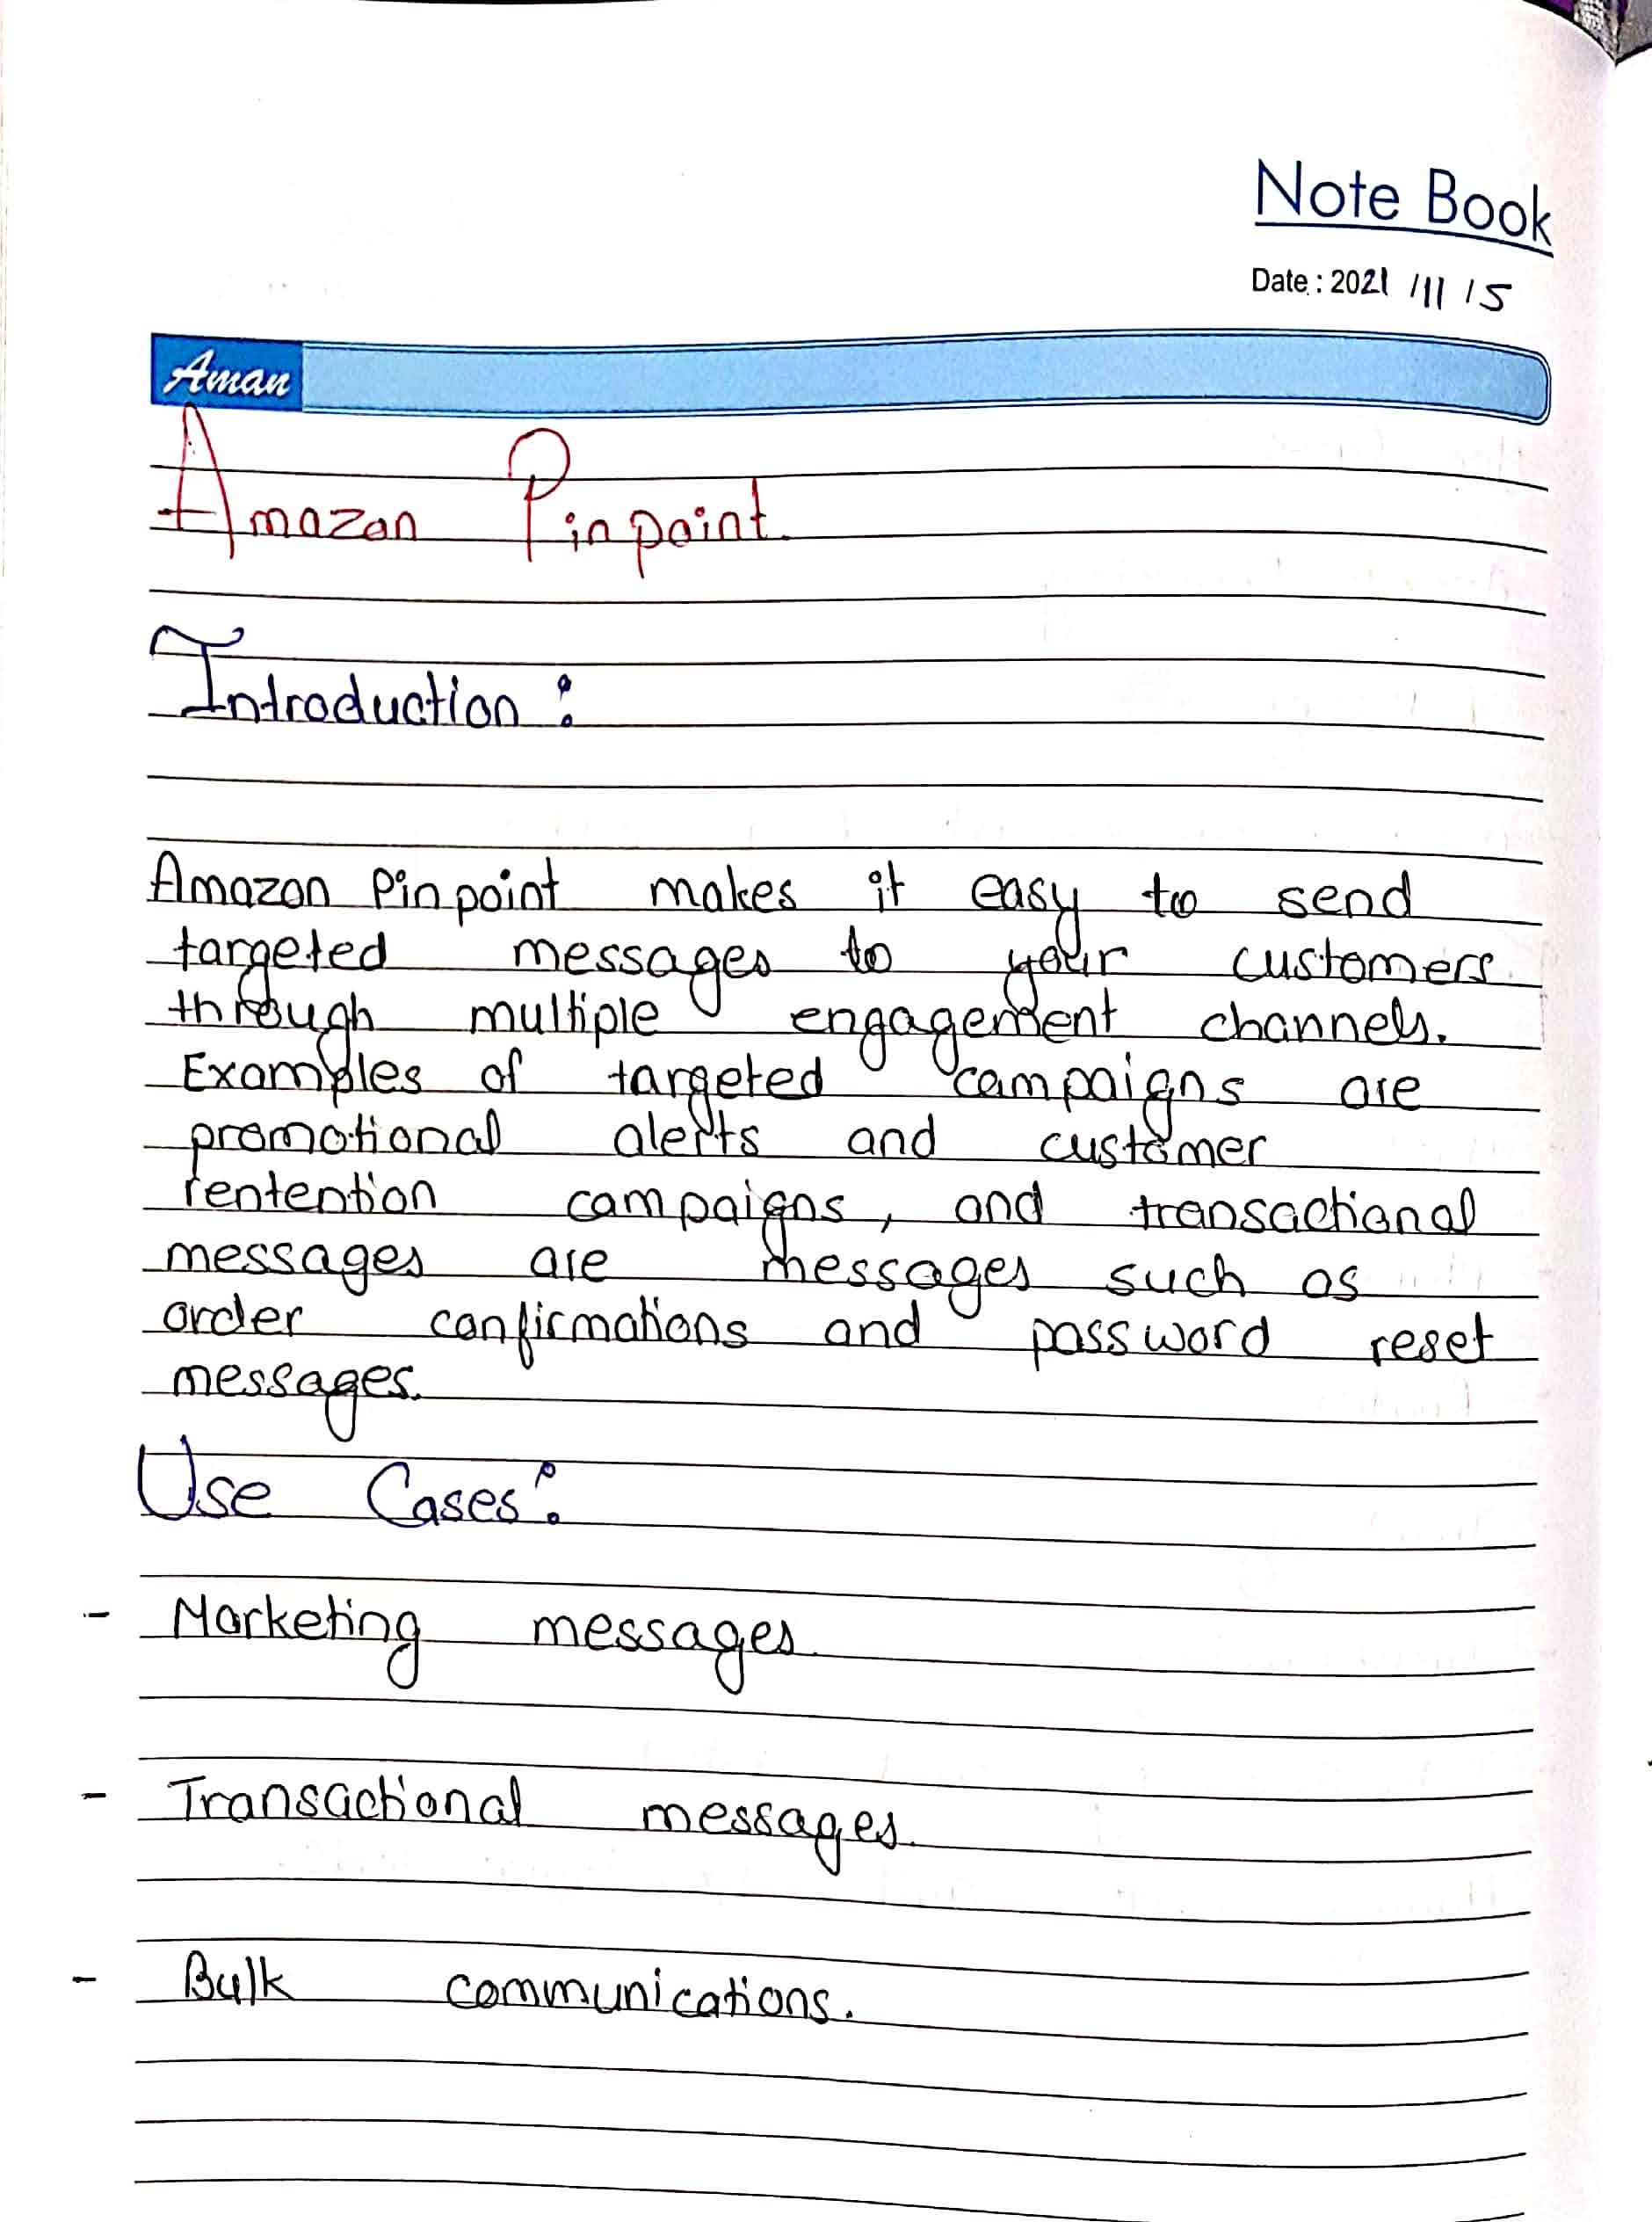 Note Book
Date : 2021 /11 /5
Aman
Amazon Pinpoint.
Introduction :
Amazon Pinpoint makes it easy to send
targeted messages to your customers
through multiple engagement channels.
Examples of targeted campaigns are
promotional alerts and customer
rentention campaigns, and transactional
messages are messages such as
order confirmations and password reset
messages.
Use Cases :
- Marketing messages.
- Transactional messages.
- Bulk communications.